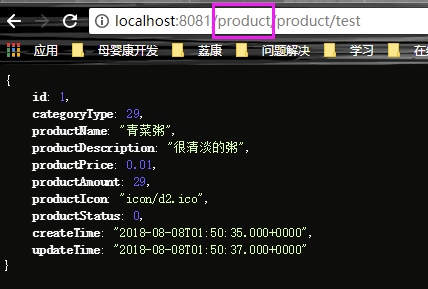 localhost:8081/product/product/test
应用 母婴康开发 荔康 问题解决 学习 在线
{
id: 1,
categoryType: 29,
productName: "青菜粥",
productDescription: "很清淡的粥",
productPrice: 0.01,
productAmount: 29,
productIcon: "icon/d2.ico",
productStatus: 0,
createTime: "2018-08-08T01:50:35.000+0000",
updateTime: "2018-08-08T01:50:37.000+0000"
}